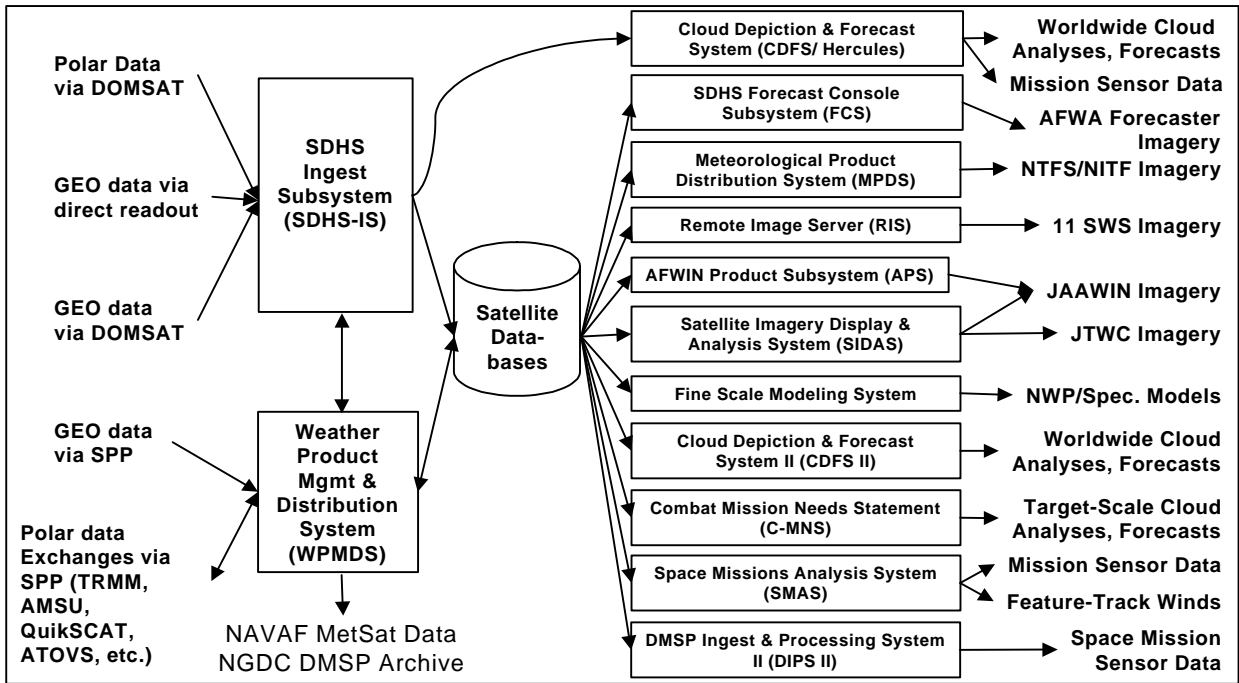 Polar Data
via DOMSAT
GEO data via
direct readout
GEO data
via DOMSAT
GEO data
via SPP
Polar data
Exchanges via
SPP (TRMM,
AMSU,
QuikSCAT,
ATOVS, etc.)
SDHS
Ingest
Subsystem
(SDHS-IS)
Weather
Product
Mgmt &
Distribution
System
(WPMDS)
NAVAF MetSat Data
NGDC DMSP Archive
Satellite
Data-
bases
Cloud Depiction & Forecast
System (CDFS/ Hercules)
SDHS Forecast Console
Subsystem (FCS)
Meteorological Product
Distribution System (MPDS)
Remote Image Server (RIS)
AFWIN Product Subsystem (APS)
Satellite Imagery Display &
Analysis System (SIDAS)
Fine Scale Modeling System
Cloud Depiction & Forecast
System II (CDFS II)
Combat Mission Needs Statement
(C-MNS)
Space Missions Analysis System
(SMAS)
DMSP Ingest & Processing System
II (DIPS II)
Worldwide Cloud
Analyses, Forecasts
Mission Sensor Data
AFWA Forecaster
Imagery
NTFS/NITF Imagery
11 SWS Imagery
JAAWIN Imagery
JTWC Imagery
NWP/Spec. Models
Worldwide Cloud
Analyses, Forecasts
Target-Scale Cloud
Analyses, Forecasts
Mission Sensor Data
Feature-Track Winds
Space Mission
Sensor Data